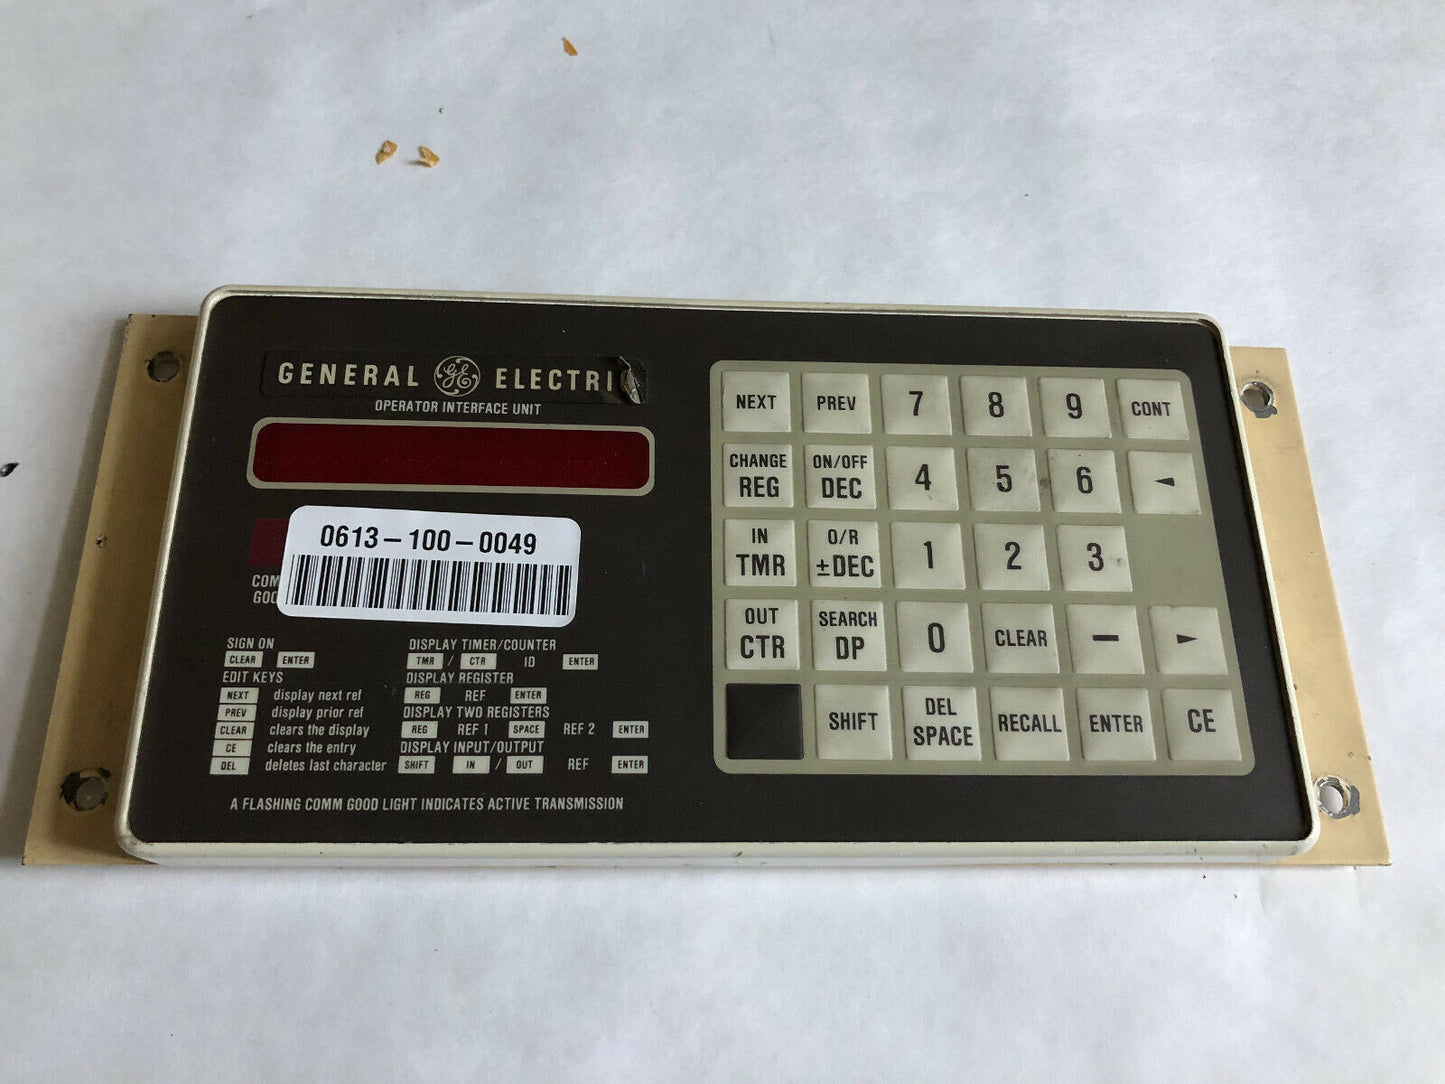 GENERAL GE ELECTRI
OPERATOR INTERFACE UNIT
0613-100-0049
COM
GOO
SIGN ON
CLEAR ENTER
EDIT KEYS
NEXT display next ref
PREV display prior ref
CLEAR clears the display
CE clears the entry
DEL deletes last character
DISPLAY TIMER/COUNTER
TMR / CTR ID ENTER
DISPLAY REGISTER
REG REF ENTER
DISPLAY TWO REGISTERS
REG REF 1 SPACE REF 2 ENTER
DISPLAY INPUT/OUTPUT
SHIFT IN / OUT REF ENTER
A FLASHING COMM GOOD LIGHT INDICATES ACTIVE TRANSMISSION
NEXT PREV 7 8 9 CONT
CHANGE ON/OFF
REG DEC 4 5 6 ◄
IN O/R
TMR ±DEC 1 2 3
OUT SEARCH
CTR DP 0 CLEAR − ►
DEL
SHIFT SPACE RECALL ENTER CE